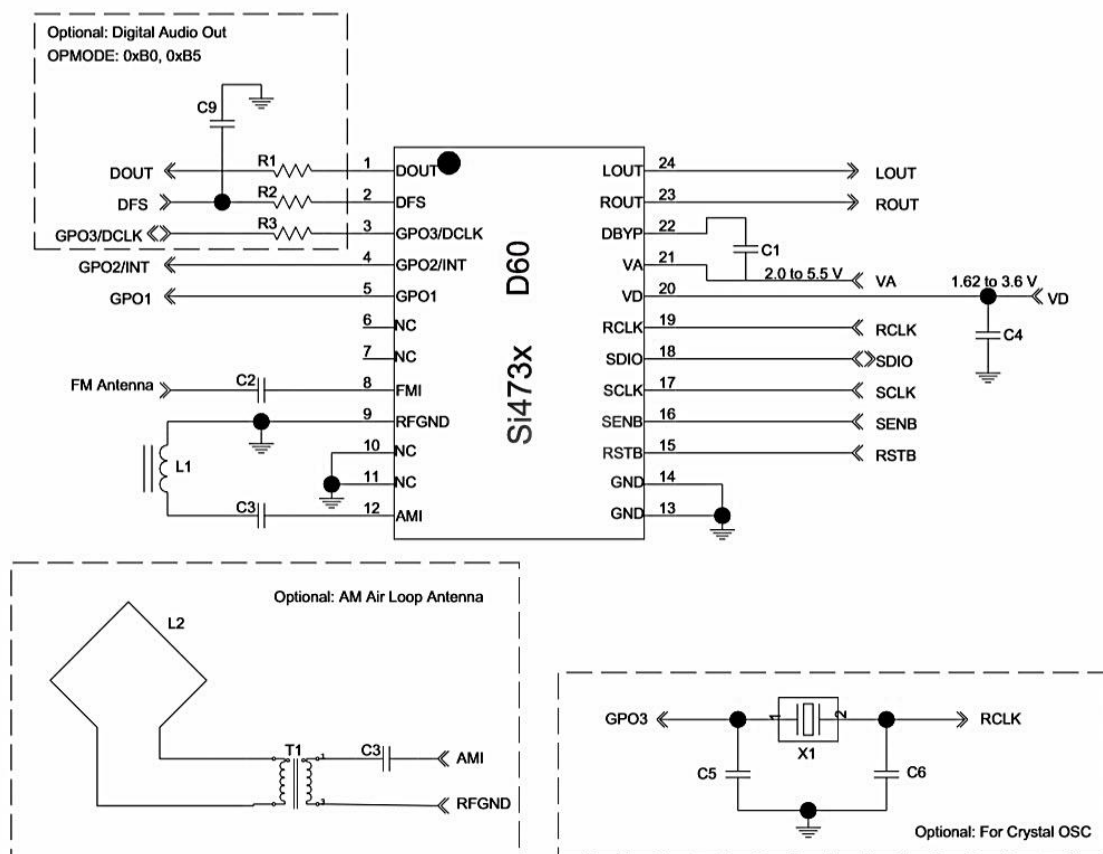 Optional: Digital Audio Out
OPMODE: 0xB0, 0xB5
C9
DOUT
R1
1
DOUT
DFS
R2
2
DFS
GPO3/DCLK
R3
3
GPO3/DCLK
GPO2/INT
4
GPO2/INT
GPO1
5
GPO1
6
NC
7
NC
FM Antenna
C2
8
FMI
9
RFGND
L1
10
NC
11
NC
C3
12
AMI
Si473x D60
LOUT
24
LOUT
ROUT
23
ROUT
DBYP
22
C1
VA
21
2.0 to 5.5 V
VA
VD
20
1.62 to 3.6 V
VD
C4
RCLK
19
RCLK
SDIO
18
SDIO
SCLK
17
SCLK
SENB
16
SENB
RSTB
15
RSTB
GND
14
GND
13
Optional: AM Air Loop Antenna
L2
T1
1
C3
AMI
3
RFGND
GPO3
1
2
RCLK
X1
C5
C6
Optional: For Crystal OSC